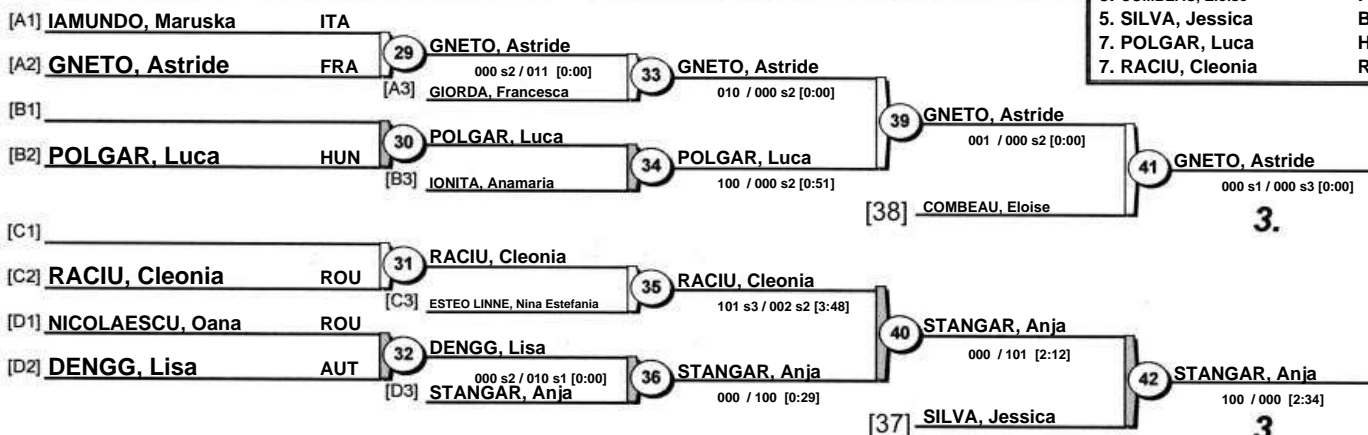 [A1] IAMUNDO, Maruska ITA
[A2] GNETO, Astride FRA
29 GNETO, Astride
000 s2 / 011 [0:00]
[A3] GIORDA, Francesca
33 GNETO, Astride
010 / 000 s2 [0:00]
[B1]
[B2] POLGAR, Luca HUN
30 POLGAR, Luca
[B3] IONITA, Anamaria
34 POLGAR, Luca
100 / 000 s2 [0:51]
39 GNETO, Astride
001 / 000 s2 [0:00]
[38] COMBEAU, Eloise
41 GNETO, Astride
000 s1 / 000 s3 [0:00]
3.
[C1]
[C2] RACIU, Cleonia ROU
31 RACIU, Cleonia
[C3] ESTEO LINNE, Nina Estefania
35 RACIU, Cleonia
101 s3 / 002 s2 [3:48]
[D1] NICOLAESCU, Oana ROU
[D2] DENGG, Lisa AUT
32 DENGG, Lisa
000 s2 / 010 s1 [0:00]
[D3] STANGAR, Anja
36 STANGAR, Anja
000 / 100 [0:29]
40 STANGAR, Anja
000 / 101 [2:12]
[37] SILVA, Jessica
42 STANGAR, Anja
100 / 000 [2:34]
3
5. SILVA, Jessica B
7. POLGAR, Luca H
7. RACIU, Cleonia R